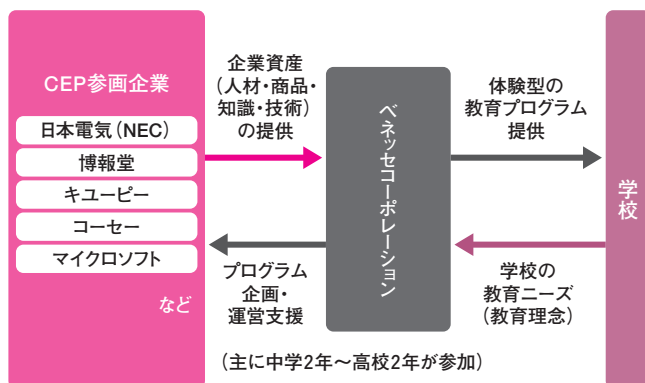 CEP参画企業
日本電気（NEC）
博報堂
キユーピー
コーセー
マイクロソフト
など
企業資産
（人材・商品・
知識・技術）
の提供
プログラム
企画・
運営支援
ベネッセコーポレーション
体験型の
教育プログラム
提供
学校の
教育ニーズ
（教育理念）
学校
（主に中学2年～高校2年が参加）